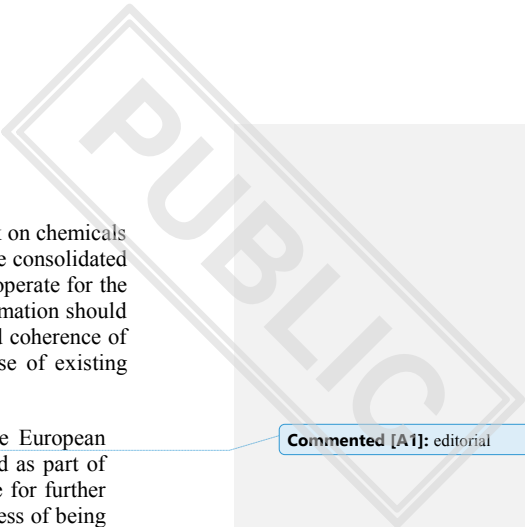 on chemicals
e consolidated
operate for the
mation should
coherence of
se of existing
e European
Commented [A1]: editorial
d as part of
e for further
ess of being
PUBLIC